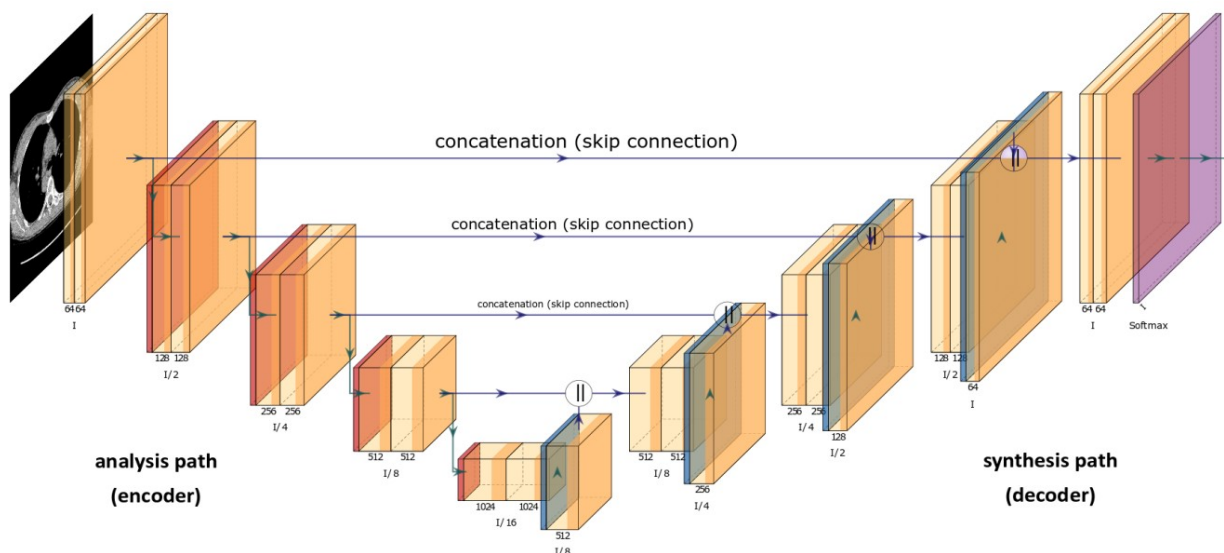 concatenation (skip connection)
concatenation (skip connection)
concatenation (skip connection)
||
||
||
||
64 64
I
128 128
I/2
256 256
I/4
512 512
I/8
1024 1024
I/16
512
I/8
512 512
I/8
256
I/4
256 256
I/4
128
I/2
128 128
I/2
64
I
64 64
I
1
Softmax
analysis path
(encoder)
synthesis path
(decoder)